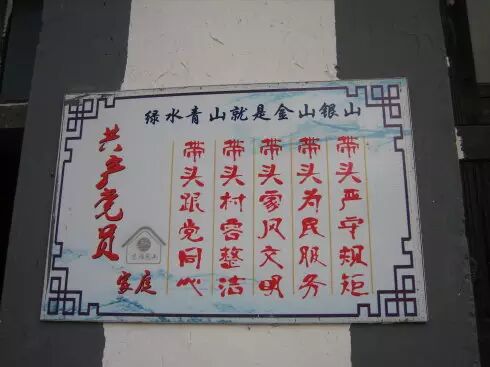 绿水青山就是金山银山
共产党员
家庭
带头跟党同心
带头村容整洁
带头家风文明
带头为民服务
带头严守规矩